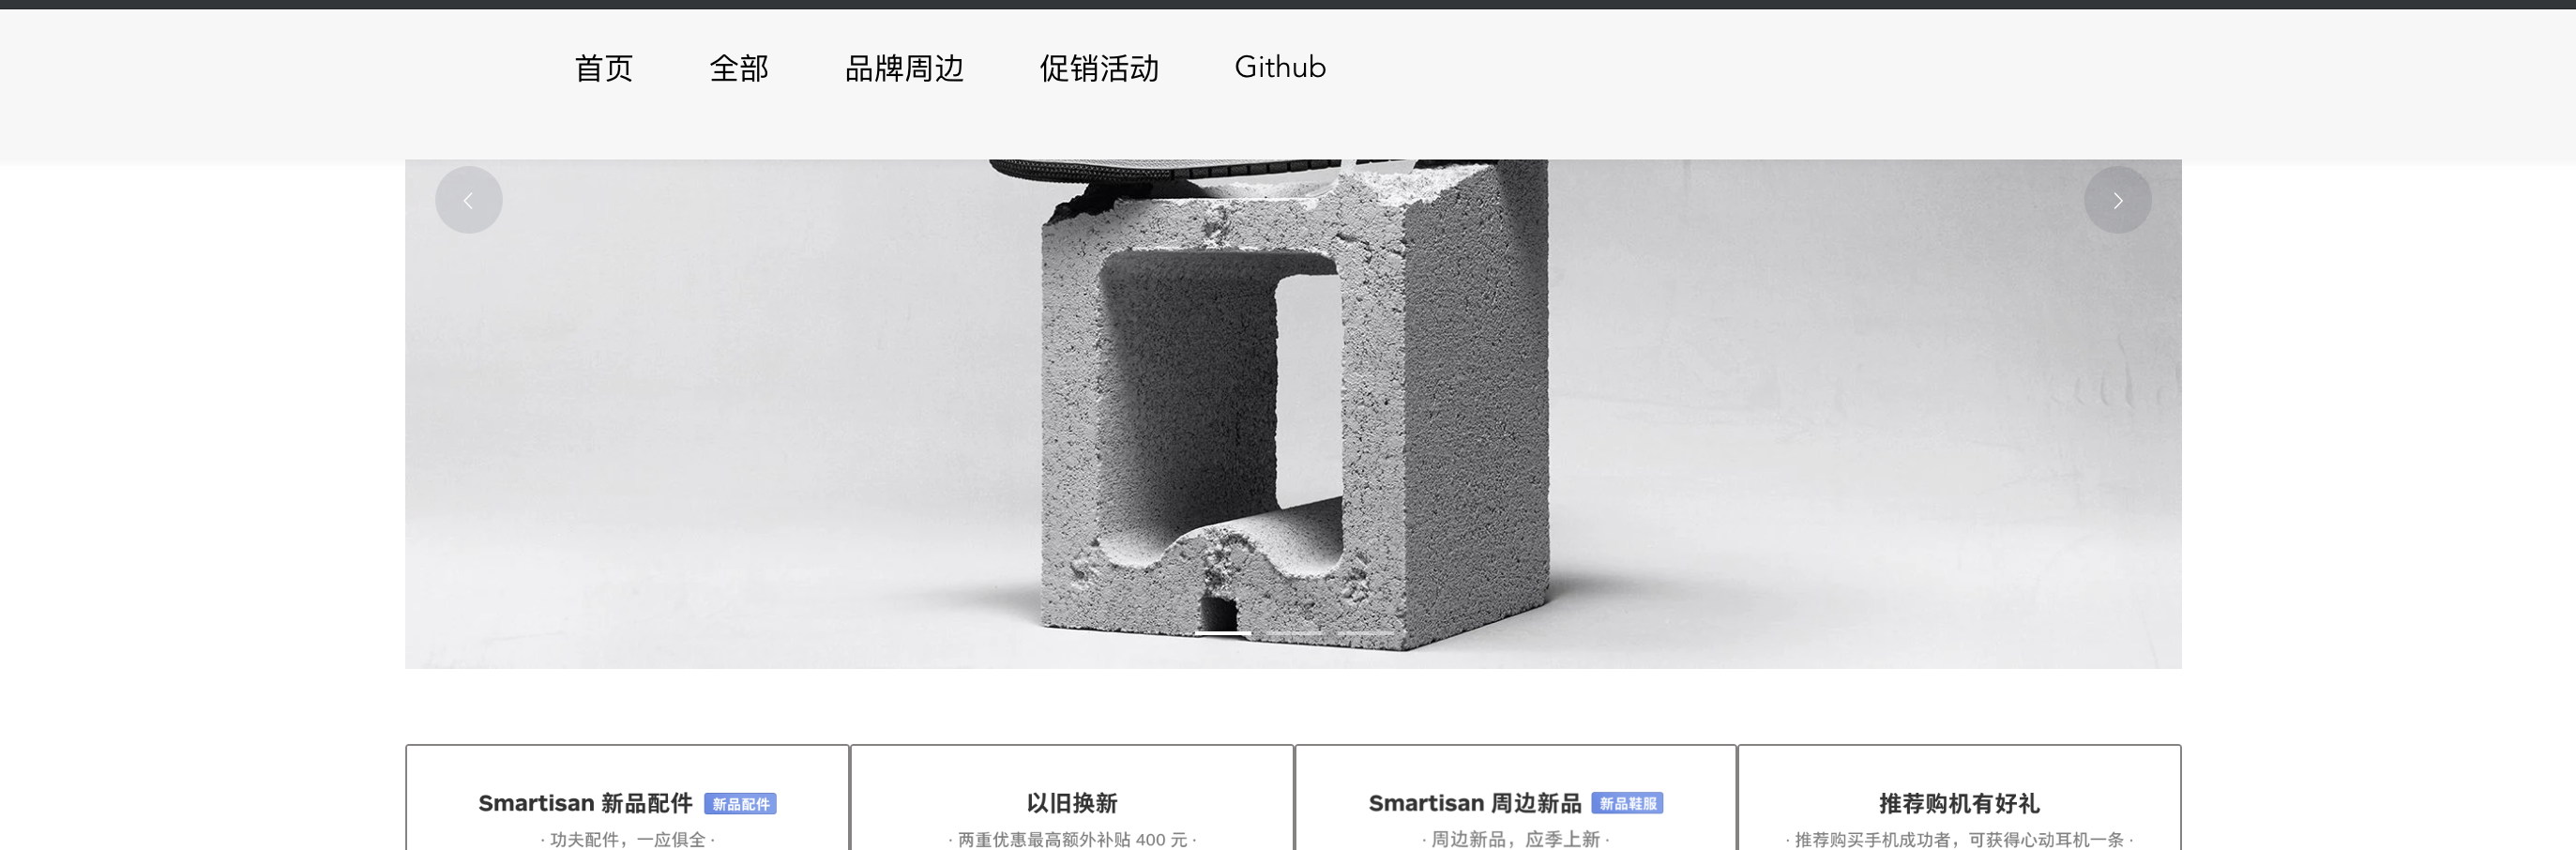 首页 全部 品牌周边 促销活动 Github
Smartisan 新品配件 新品配件
· 功夫配件，一应俱全 ·
以旧换新
· 两重优惠最高额外补贴 400 元 ·
Smartisan 周边新品 新品鞋服
· 周边新品，应季上新 ·
推荐购机有好礼
· 推荐购买手机成功者，可获得心动耳机一条 ·